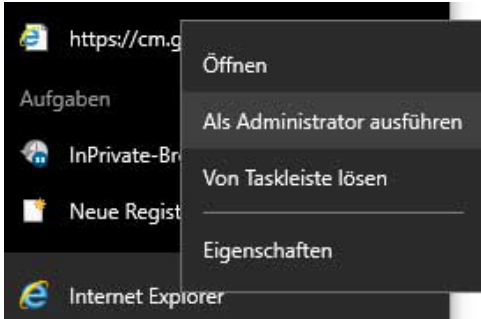 https://cm.g
Öffnen
Aufgaben
Als Administrator ausführen
InPrivate-Br
Von Taskleiste lösen
Neue Regist
Eigenschaften
Internet Explorer